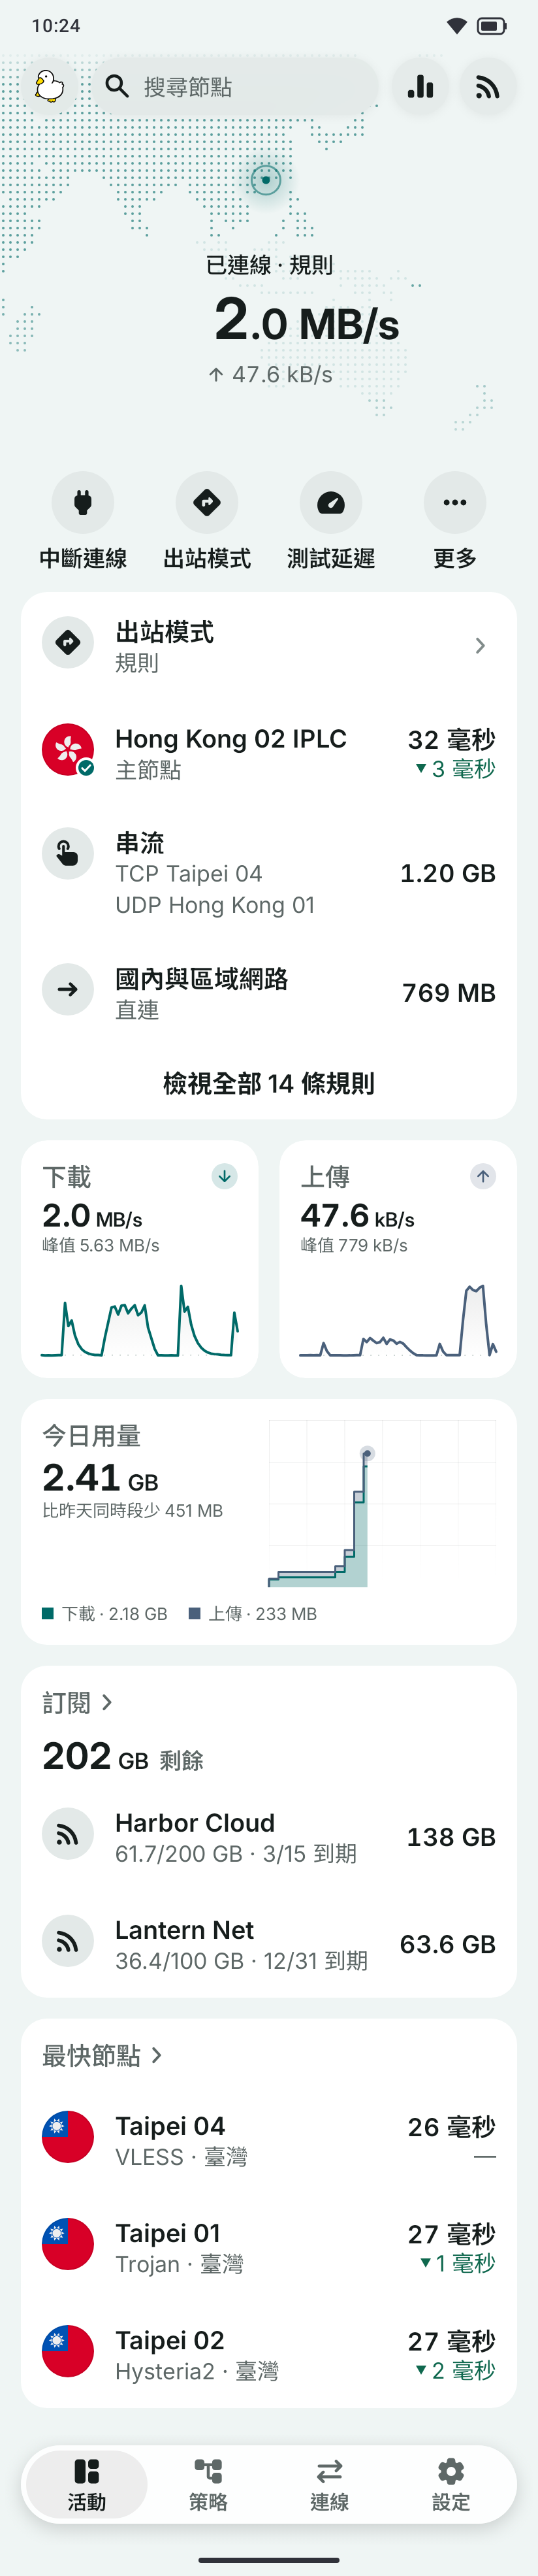 10:24
搜尋節點
已連線 · 規則
2.0 MB/s
↑ 47.6 kB/s
中斷連線
出站模式
測試延遲
更多
出站模式
規則
Hong Kong 02 IPLC
32 毫秒
主節點
▼3 毫秒
串流
TCP Taipei 04
1.20 GB
UDP Hong Kong 01
國內與區域網路
769 MB
直連
檢視全部 14 條規則
下載
2.0 MB/s
峰值 5.63 MB/s
上傳
47.6 kB/s
峰值 779 kB/s
今日用量
2.41 GB
比昨天同時段少 451 MB
下載 · 2.18 GB
上傳 · 233 MB
訂閱
202 GB 剩餘
Harbor Cloud
138 GB
61.7/200 GB · 3/15 到期
Lantern Net
63.6 GB
36.4/100 GB · 12/31 到期
最快節點
Taipei 04
26 毫秒
VLESS · 臺灣
—
Taipei 01
27 毫秒
Trojan · 臺灣
▼1 毫秒
Taipei 02
27 毫秒
Hysteria2 · 臺灣
▼2 毫秒
活動
策略
連線
設定